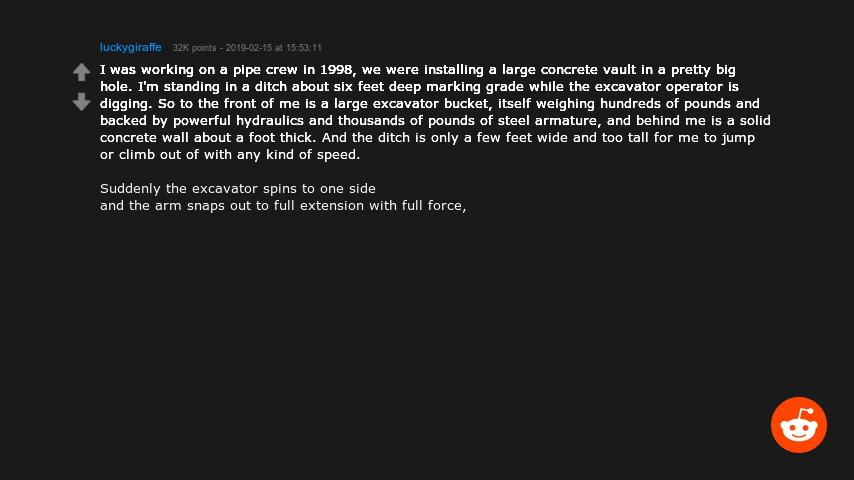 luckygiraffe 32K points - 2019-02-15 at 15:53:11
I was working on a pipe crew in 1998, we were installing a large concrete vault in a pretty big
hole. I'm standing in a ditch about six feet deep marking grade while the excavator operator is
digging. So to the front of me is a large excavator bucket, itself weighing hundreds of pounds and
backed by powerful hydraulics and thousands of pounds of steel armature, and behind me is a solid
concrete wall about a foot thick. And the ditch is only a few feet wide and too tall for me to jump
or climb out of with any kind of speed.
Suddenly the excavator spins to one side
and the arm snaps out to full extension with full force,